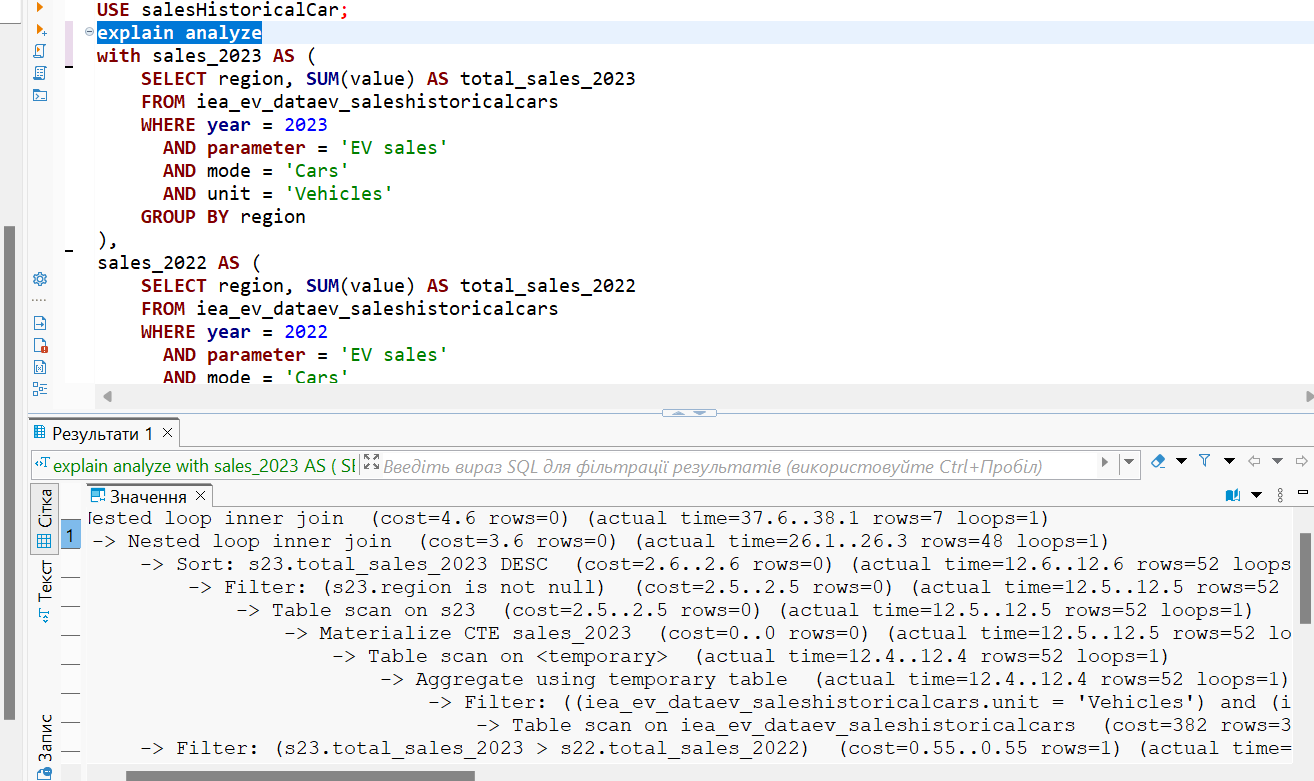 USE salesHistoricalCar;
explain analyze
with sales_2023 AS (
SELECT region, SUM(value) AS total_sales_2023
FROM iea_ev_dataev_saleshistoricalcars
WHERE year = 2023
AND parameter = 'EV sales'
AND mode = 'Cars'
AND unit = 'Vehicles'
GROUP BY region
),
sales_2022 AS (
SELECT region, SUM(value) AS total_sales_2022
FROM iea_ev_dataev_saleshistoricalcars
WHERE year = 2022
AND parameter = 'EV sales'
AND mode = 'Cars'
Результати 1
explain analyze with sales_2023 AS ( SE
Введіть вираз SQL для фільтрації результатів (використовуйте Ctrl+Пробіл)
Сітка
Текст
Запис
1
Значення
Nested loop inner join (cost=4.6 rows=0) (actual time=37.6..38.1 rows=7 loops=1)
-> Nested loop inner join (cost=3.6 rows=0) (actual time=26.1..26.3 rows=48 loops=1)
-> Sort: s23.total_sales_2023 DESC (cost=2.6..2.6 rows=0) (actual time=12.6..12.6 rows=52 loops
-> Filter: (s23.region is not null) (cost=2.5..2.5 rows=0) (actual time=12.5..12.5 rows=52
-> Table scan on s23 (cost=2.5..2.5 rows=0) (actual time=12.5..12.5 rows=52 loops=1)
-> Materialize CTE sales_2023 (cost=0..0 rows=0) (actual time=12.5..12.5 rows=52 lo
-> Table scan on <temporary> (actual time=12.4..12.4 rows=52 loops=1)
-> Aggregate using temporary table (actual time=12.4..12.4 rows=52 loops=1)
-> Filter: ((iea_ev_dataev_saleshistoricalcars.unit = 'Vehicles') and (i
-> Table scan on iea_ev_dataev_saleshistoricalcars (cost=382 rows=3
-> Filter: (s23.total_sales_2023 > s22.total_sales_2022) (cost=0.55..0.55 rows=1) (actual time=